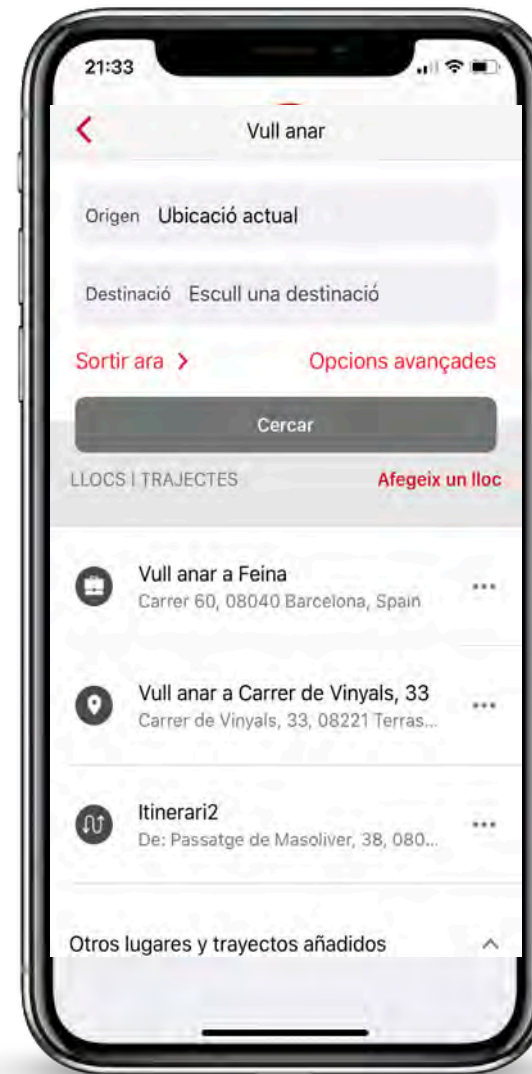 21:33
Vull anar
Origen Ubicació actual
Destinació Escull una destinació
Sortir ara > Opcions avançades
Cercar
LLOCS I TRAJECTES Afegeix un lloc
Vull anar a Feina
Carrer 60, 08040 Barcelona, Spain
Vull anar a Carrer de Vinyals, 33
Carrer de Vinyals, 33, 08221 Terras...
Itinerari2
De: Passatge de Masoliver, 38, 080...
Otros lugares y trayectos añadidos